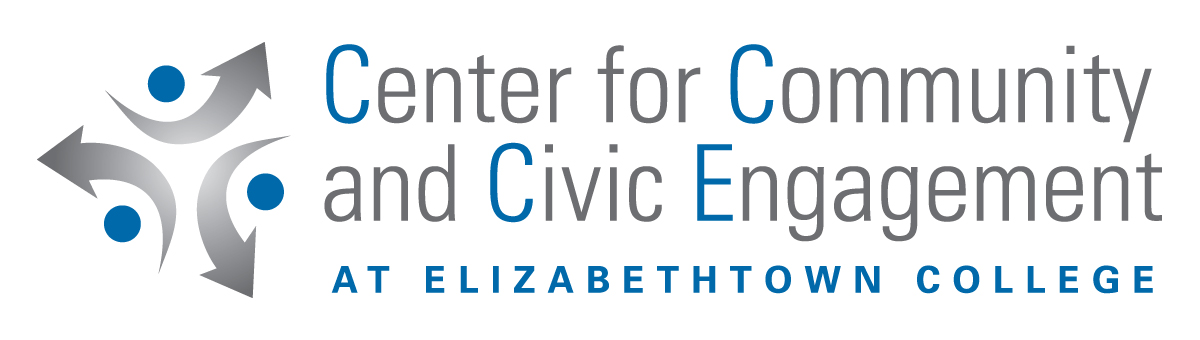 Center for Community
and Civic Engagement
AT ELIZABETHTOWN COLLEGE